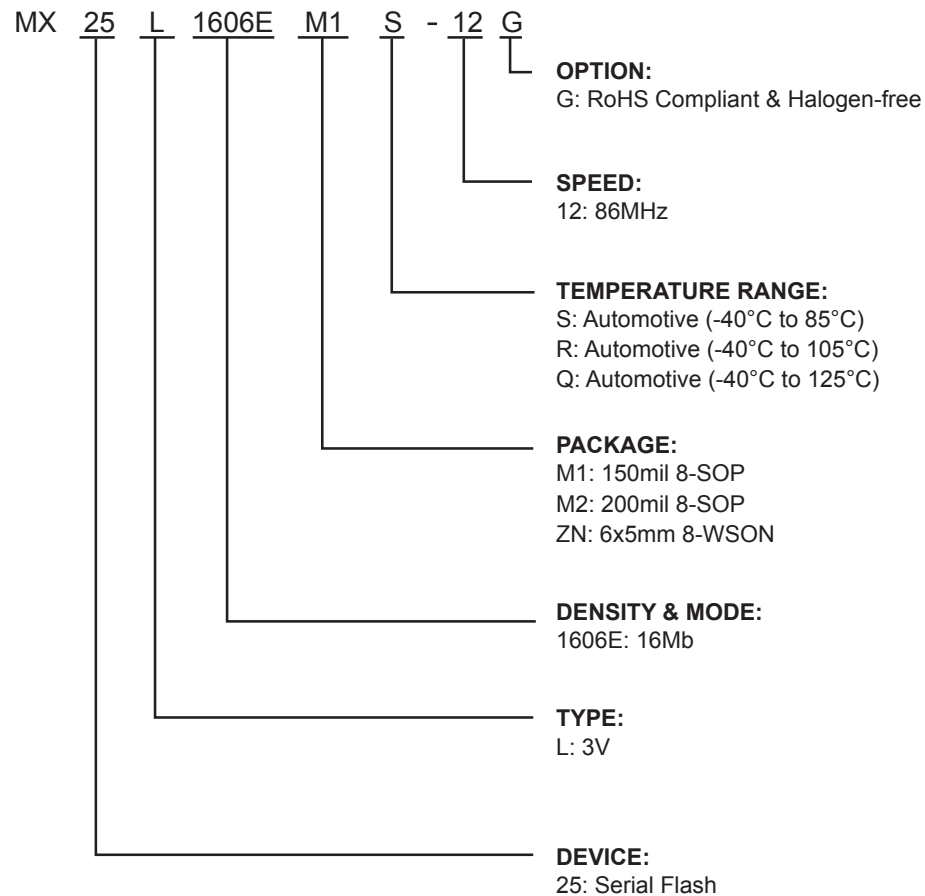 MX 25 L 1606E M1 S - 12 G
OPTION:
G: RoHS Compliant & Halogen-free
SPEED:
12: 86MHz
TEMPERATURE RANGE:
S: Automotive (-40°C to 85°C)
R: Automotive (-40°C to 105°C)
Q: Automotive (-40°C to 125°C)
PACKAGE:
M1: 150mil 8-SOP
M2: 200mil 8-SOP
ZN: 6x5mm 8-WSON
DENSITY & MODE:
1606E: 16Mb
TYPE:
L: 3V
DEVICE:
25: Serial Flash